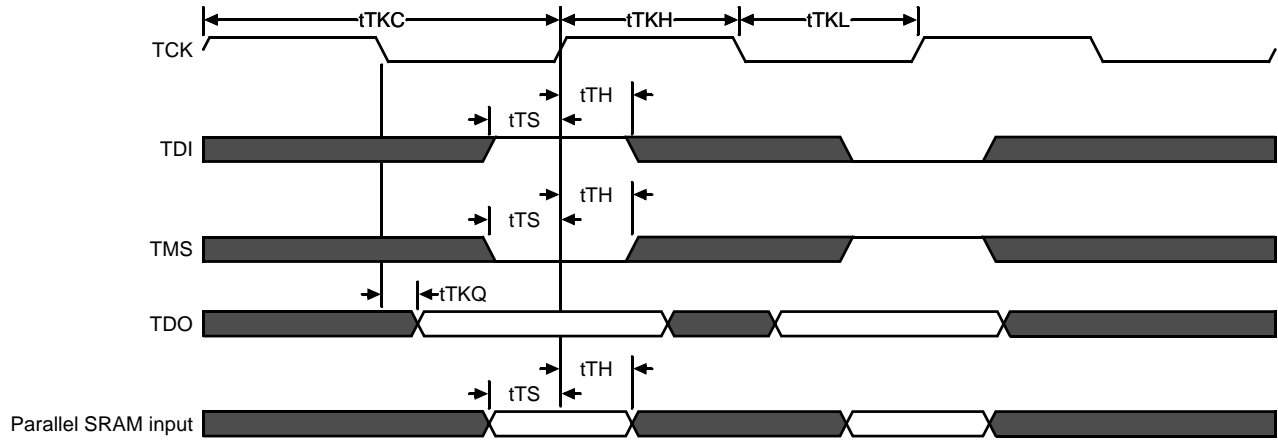 tTKC tTKH tTKL
TCK
tTH
tTS
TDI
tTH
tTS
TMS
tTKQ
TDO
tTH
tTS
Parallel SRAM input